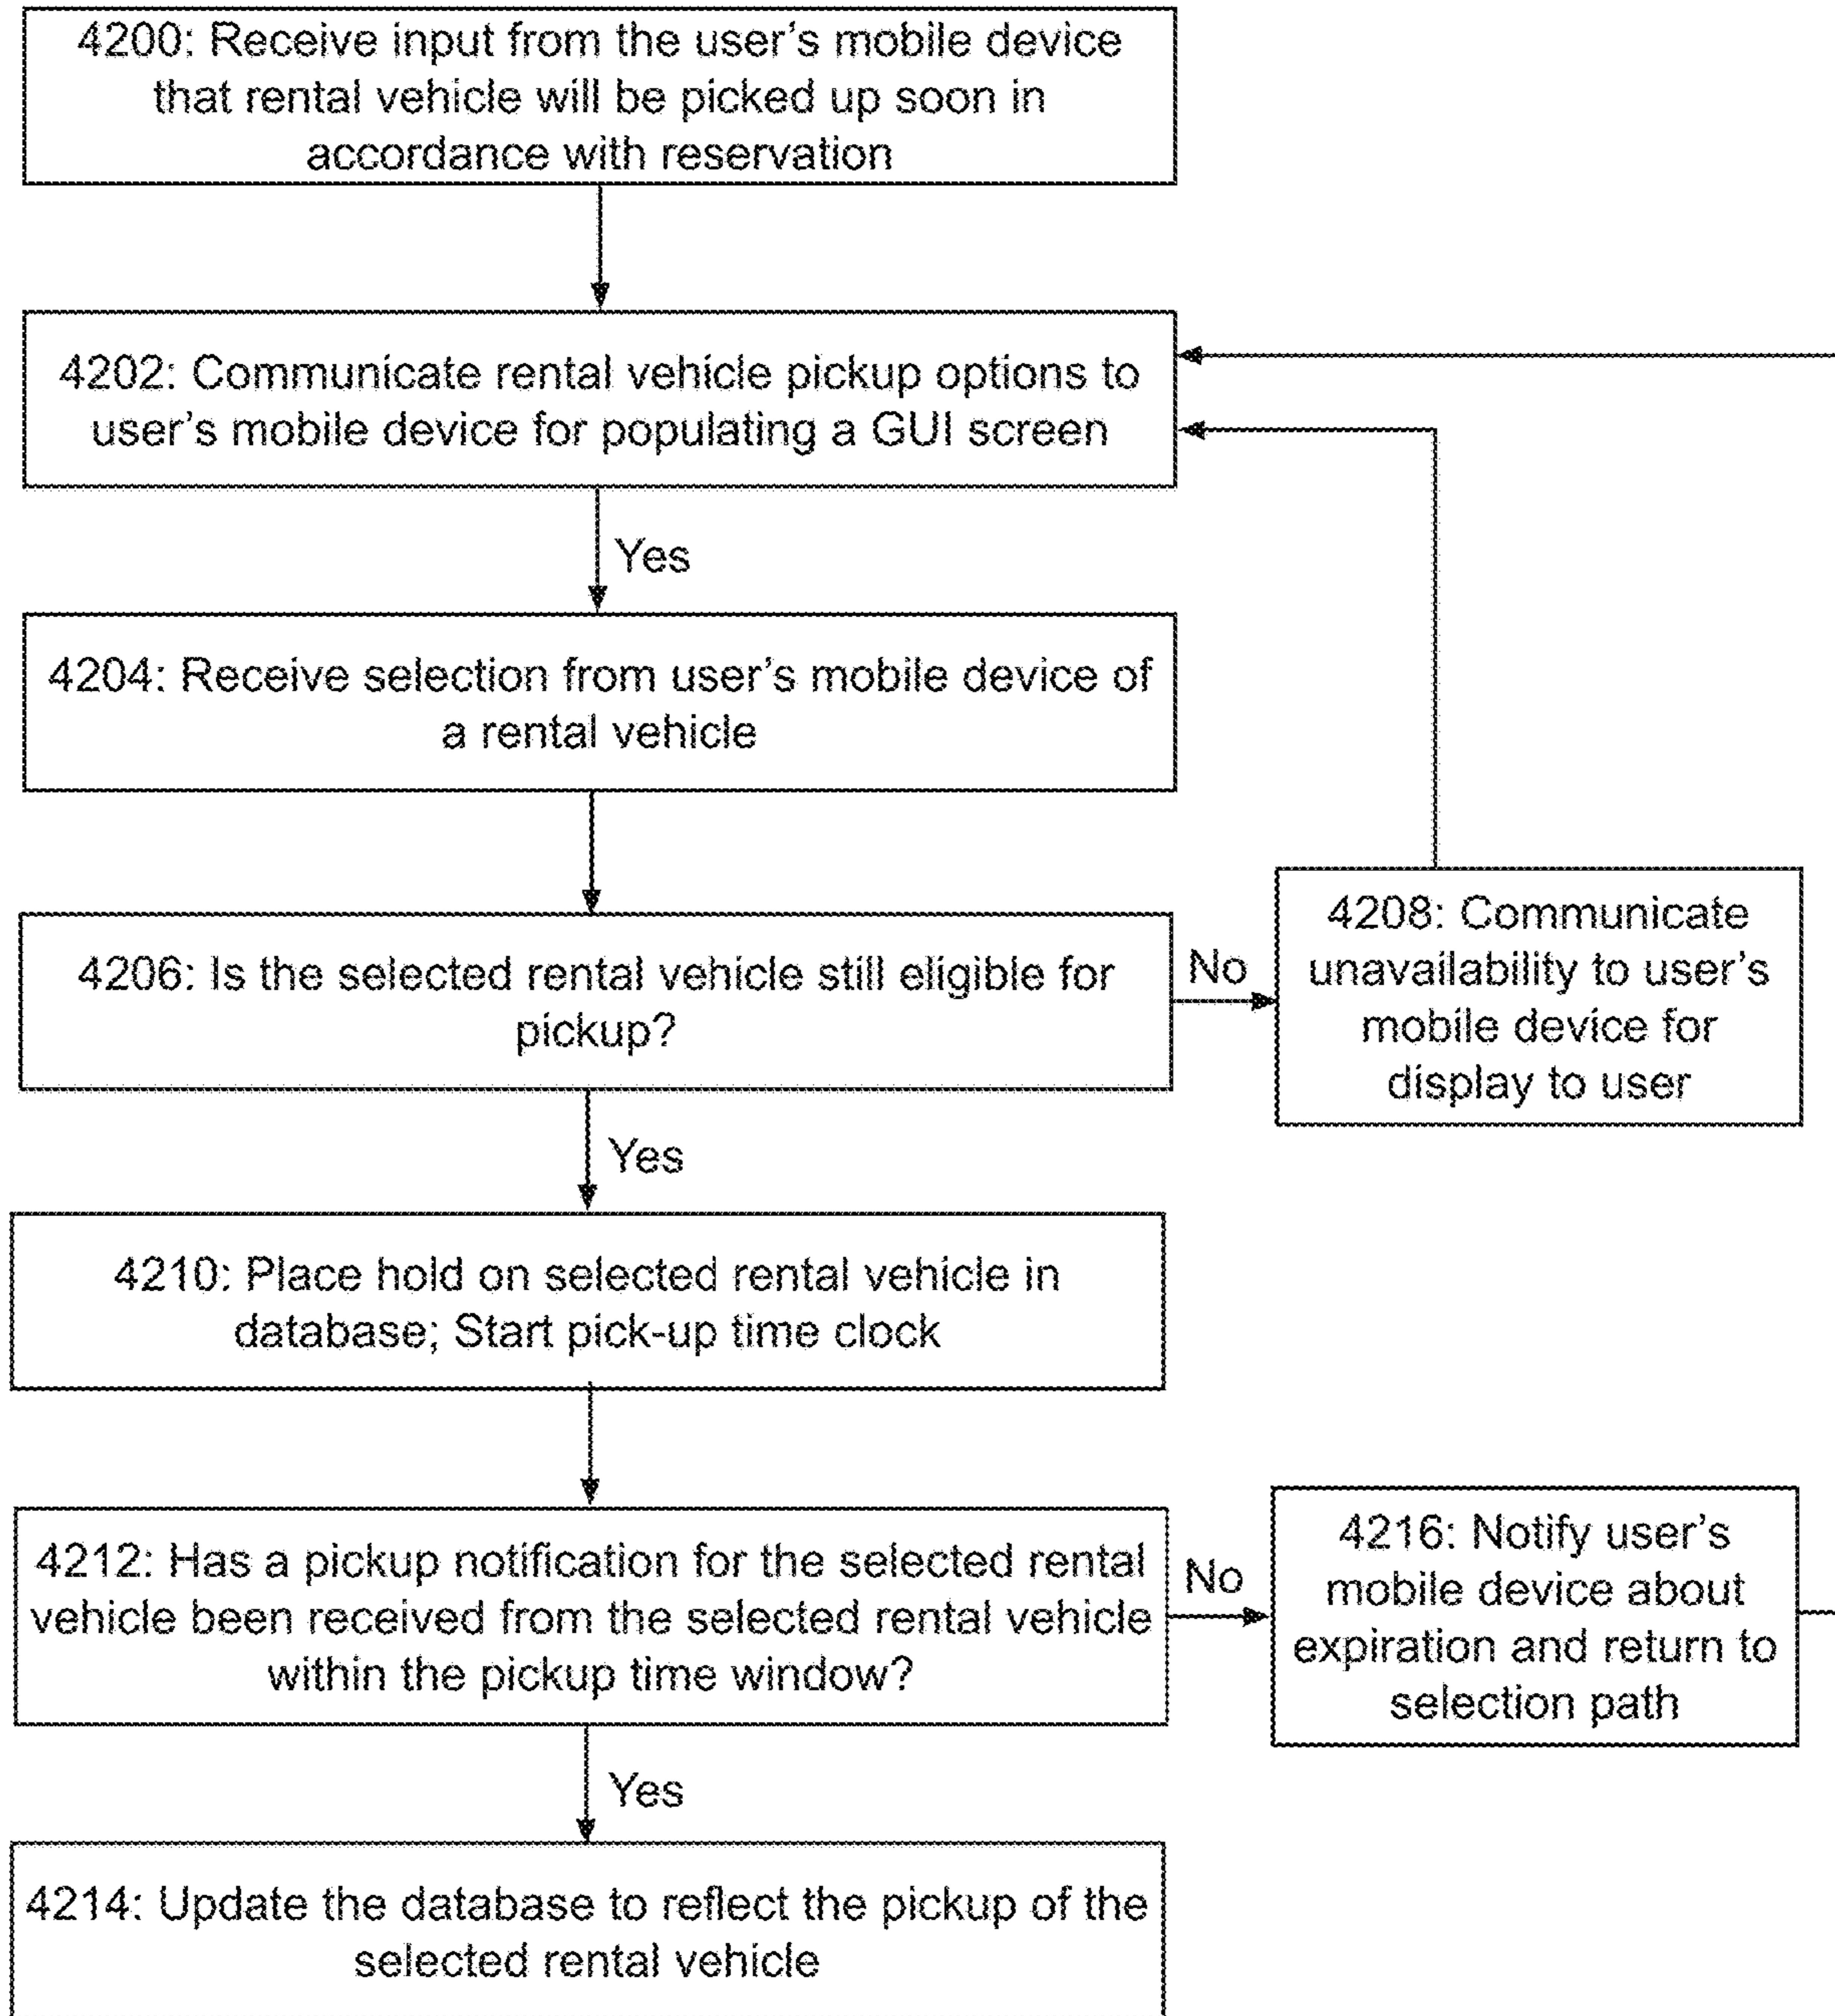 4200: Receive input from the user's mobile device
that rental vehicle will be picked up soon in
accordance with reservation
4202: Communicate rental vehicle pickup options to
user's mobile device for populating a GUI screen
Yes
4204: Receive selection from user's mobile device of
a rental vehicle
4206: Is the selected rental vehicle still eligible for
pickup?
No
4208: Communicate
unavailability to user's
mobile device for
display to user
Yes
4210: Place hold on selected rental vehicle in
database; Start pick-up time clock
4212: Has a pickup notification for the selected rental
vehicle been received from the selected rental vehicle
within the pickup time window?
No
4216: Notify user's
mobile device about
expiration and return to
selection path
Yes
4214: Update the database to reflect the pickup of the
selected rental vehicle